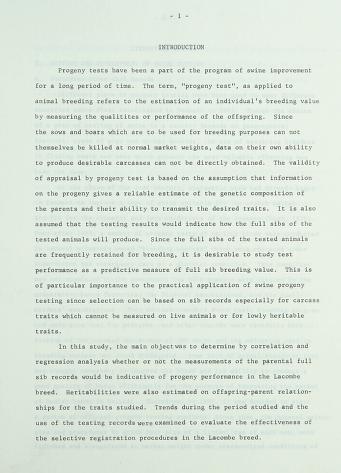 - 1 -
INTRODUCTION
Progeny tests have been a part of the program of swine improvement
for a long period of time. The term, "progeny test", as applied to
animal breeding refers to the estimation of an individual's breeding value
by measuring the qualitites or performance of the offspring. Since
the sows and boats which are to be used for breeding purposes can not
themselves be killed at normal market weights, data on their own ability
to produce desirable carcasses can not be directly obtained. The validity
of appraisal by progeny test is based on the assumption that information
on the progeny gives a reliable estimate of the genetic composition of
the parents and their ability to transmit the desired traits. It is also
assumed that the testing results would indicate how the full sibs of the
tested animals will produce. Since the full sibs of the tested animals
are frequently retained for breeding, it is desirable to study test
performance as a predictive measure of full sib breeding value. This is
of particular importance to the practical application of swine progeny
testing since selection can be based on sib records especially for carcass
traits which cannot be measured on live animals or for lowly heritable
traits.
In this study, the main object was to determine by correlation and
regression analysis whether or not the measurements of the parental full
sib records would be indicative of progeny performance in the Lacombe
breed. Heritabilities were also estimated on offspring-parent relation-
ships for the traits studied. Trends during the period studied and the
use of the testing records were examined to evaluate the effectiveness of
the selective registration procedures in the Lacombe breed.